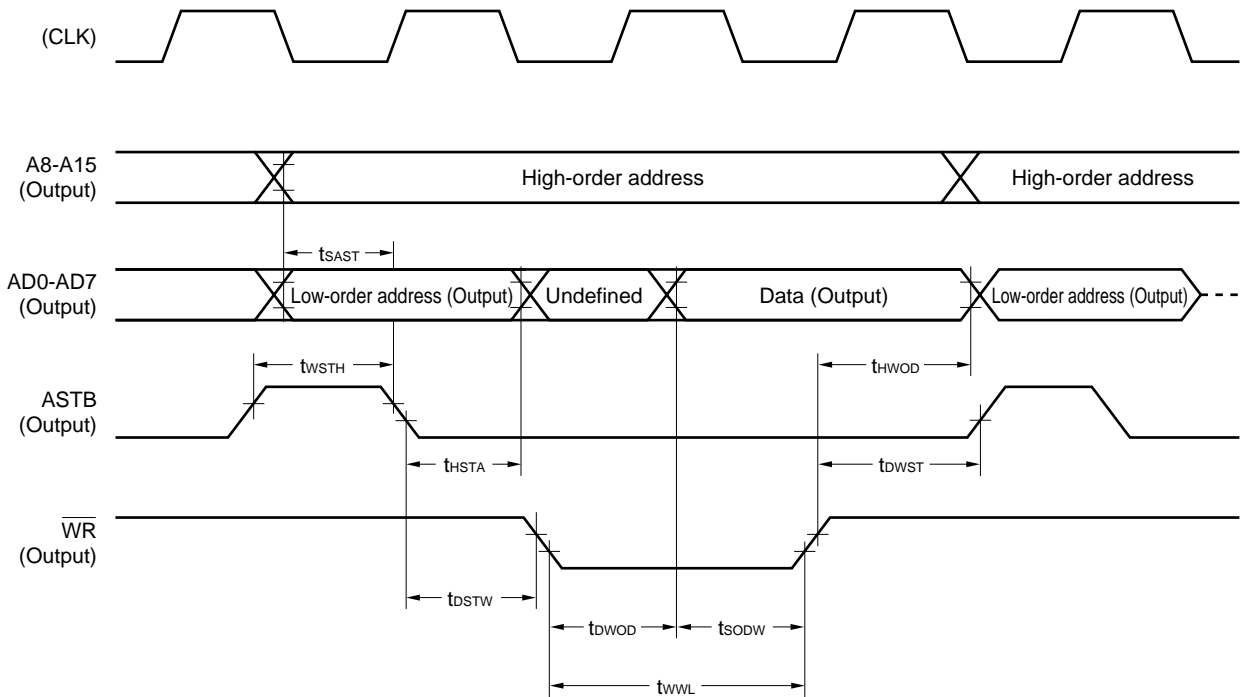 (CLK)
A8-A15
(Output)
High-order address
High-order address
tSAST
AD0-AD7
(Output)
Low-order address (Output)
Undefined
Data (Output)
Low-order address (Output)
tWSTH
tHWOD
ASTB
(Output)
tHSTA
tDWST
WR
(Output)
tDSTW
tDWOD
tSODW
tWWL